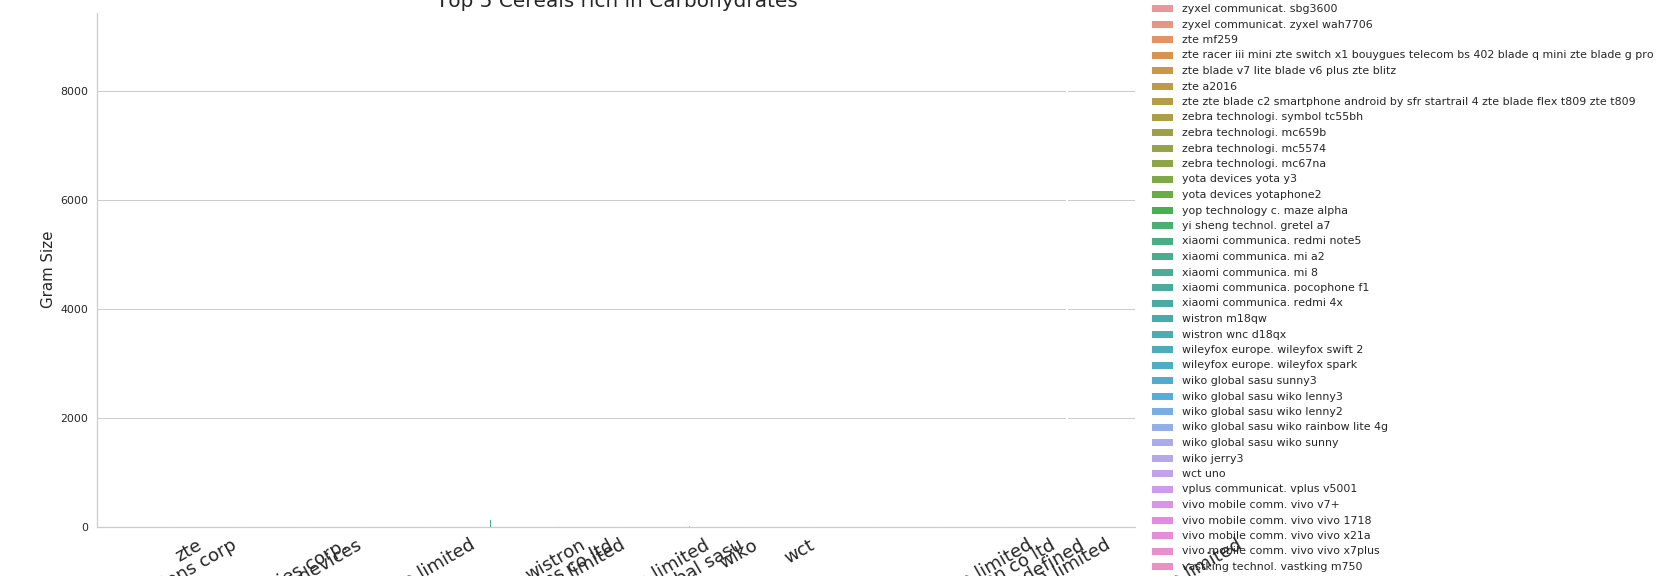 Top 5 Cereals rich in Carbohydrates
Gram Size
8000
6000
4000
2000
0
zte
corp
devices
limited
wistron
co ltd
limited
limited
sasu
wiko
wct
limited
co ltd
limited
limited
zyxel communicat. sbg3600
zyxel communicat. zyxel wah7706
zte mf259
zte racer iii mini zte switch x1 bouygues telecom bs 402 blade q mini zte blade g pro
zte blade v7 lite blade v6 plus zte blitz
zte a2016
zte zte blade c2 smartphone android by sfr startrail 4 zte blade flex t809 zte t809
zebra technologi. symbol tc55bh
zebra technologi. mc659b
zebra technologi. mc5574
zebra technologi. mc67na
yota devices yota y3
yota devices yotaphone2
yop technology c. maze alpha
yi sheng technol. gretel a7
xiaomi communica. redmi note5
xiaomi communica. mi a2
xiaomi communica. mi 8
xiaomi communica. pocophone f1
xiaomi communica. redmi 4x
wistron m18qw
wistron wnc d18qx
wileyfox europe. wileyfox swift 2
wileyfox europe. wileyfox spark
wiko global sasu sunny3
wiko global sasu wiko lenny3
wiko global sasu wiko lenny2
wiko global sasu wiko rainbow lite 4g
wiko global sasu wiko sunny
wiko jerry3
wct uno
vplus communicat. vplus v5001
vivo mobile comm. vivo v7+
vivo mobile comm. vivo vivo 1718
vivo mobile comm. vivo vivo x21a
vivo mobile comm. vivo vivo x7plus
vastking technol. vastking m750